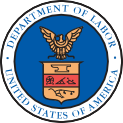 DEPARTMENT OF LABOR
UNITED STATES OF AMERICA